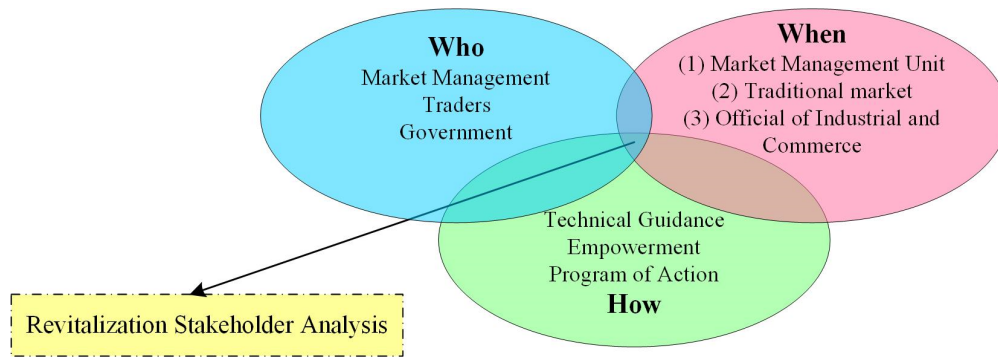 Who
Market Management
Traders
Government
When
(1) Market Management Unit
(2) Traditional market
(3) Official of Industrial and
Commerce
Technical Guidance
Empowerment
Program of Action
How
Revitalization Stakeholder Analysis